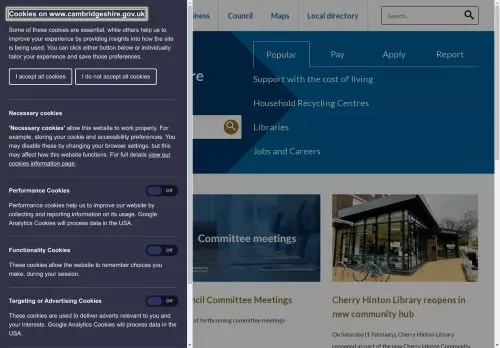 Cookies on www.cambridgeshire.gov.uk
Some of these cookies are essential, while others help us to
improve your experience by providing insights into how the site
is being used. You can click either button below or individually
tailor your experience and save those preferences.
I accept all cookies
I do not accept all cookies
Necessary cookies
'Necessary cookies' allow this website to work properly. For
example, storing your cookie and accessibility preferences. You
may disable these by changing your browser settings, but this
may affect how this website functions. For full details view our
cookies information page.
Performance Cookies
Off
Performance cookies help us to improve our website by
collecting and reporting information on its usage. Google
Analytics Cookies will process data in the USA.
Functionality Cookies
Off
These cookies allow the website to remember choices you
make, during your session.
Targeting or Advertising Cookies
Off
These cookies are used to deliver adverts relevant to you and
your interests. Google Analytics Cookies will process data in the
USA.
iness
Council
Maps
Local directory
Search...
re
Popular
Pay
Apply
Report
Support with the cost of living
Household Recycling Centres
Libraries
Jobs and Careers
Committee meetings
ncil Committee Meetings
of forthcoming committee meetings
Cherry Hinton Library reopens in
new community hub
On Saturday (1 February), Cherry Hinton Library
reopened as part of the new Cherry Hinton Community